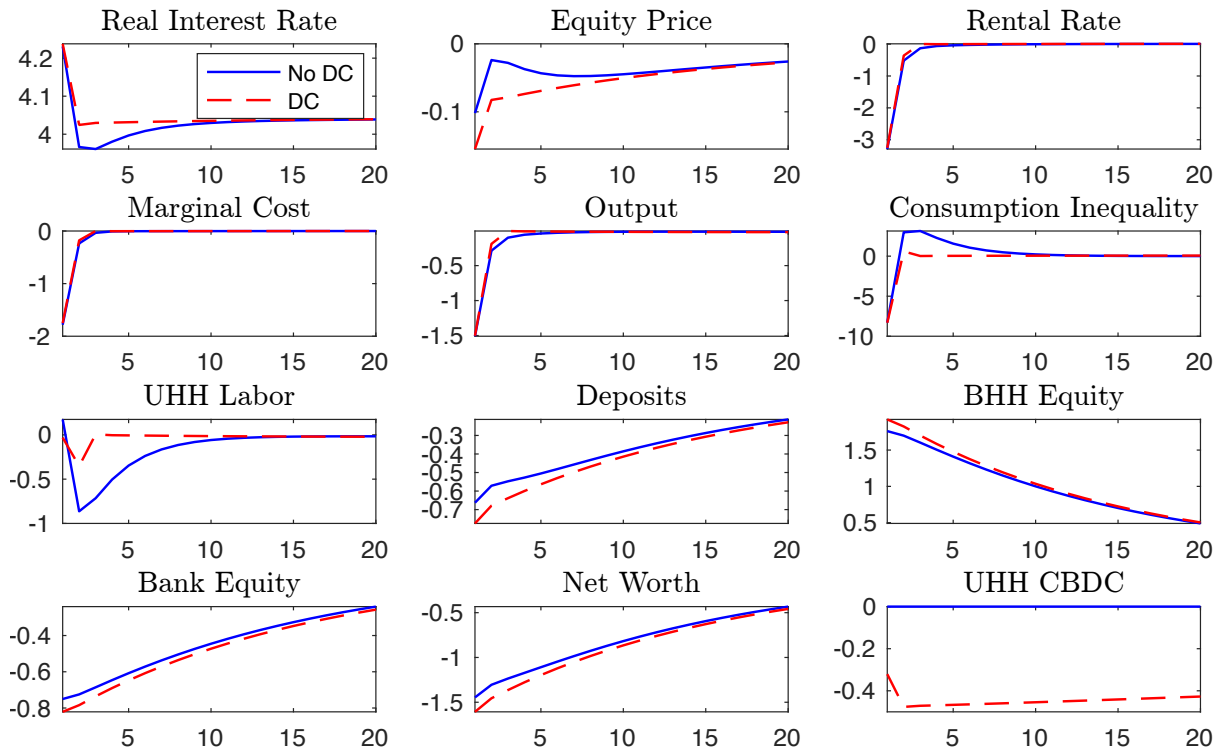 Real Interest Rate
4.2
4.1
4
No DC
DC
5 10 15 20
Equity Price
0
-0.1
5 10 15 20
Rental Rate
0
-1
-2
-3
5 10 15 20
Marginal Cost
0
-1
-2
5 10 15 20
Output
-0.5
-1
-1.5
5 10 15 20
Consumption Inequality
0
-5
-10
5 10 15 20
UHH Labor
0
-0.5
-1
5 10 15 20
Deposits
-0.3
-0.4
-0.5
-0.6
-0.7
5 10 15 20
BHH Equity
1.5
1
0.5
5 10 15 20
Bank Equity
-0.4
-0.6
-0.8
5 10 15 20
Net Worth
-0.5
-1
-1.5
5 10 15 20
UHH CBDC
0
-0.2
-0.4
5 10 15 20